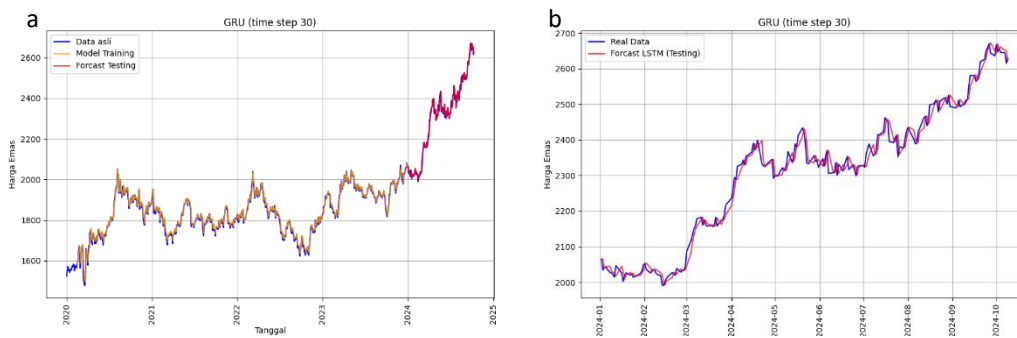 a
GRU (time step 30)
Data asli
Model Training
Forcast Testing
Harga Emas
2600
2400
2200
2000
1800
1600
2020
2021
2022
2023
2024
2025
Tanggal
b
GRU (time step 30)
Real Data
Forcast LSTM (Testing)
Harga Emas
2700
2600
2500
2400
2300
2200
2100
2000
2024-01
2024-02
2024-03
2024-04
2024-05
2024-06
2024-07
2024-08
2024-09
2024-10